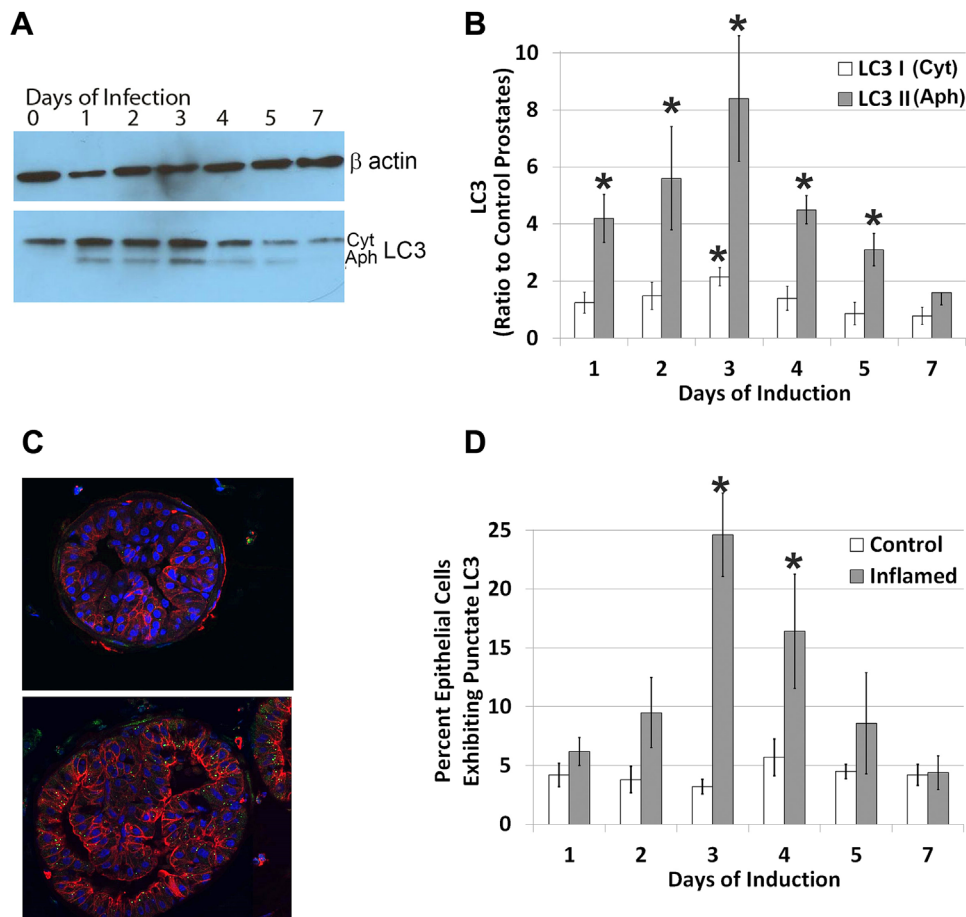 A
Days of Infection
0 1 2 3 4 5 7
β actin
Cyt
LC3
Aph
B
LC3
(Ratio to Control Prostates)
10
8
6
4
2
0
LC3 I (Cyt)
LC3 II (Aph)
* * * * * *
1 2 3 4 5 7
Days of Induction
C
D
Percent Epithelial Cells
Exhibiting Punctate LC3
25
20
15
10
5
0
Control
Inflamed
* *
1 2 3 4 5 7
Days of Induction